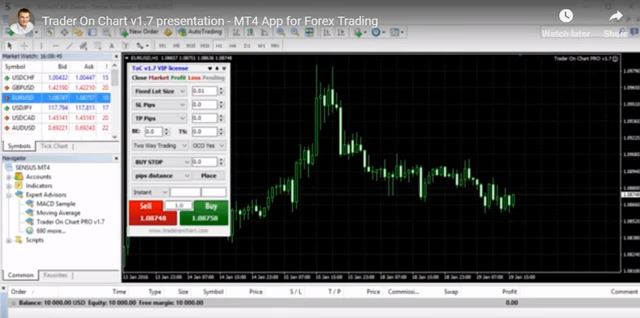 Trader On Chart v1.7 presentation - MT4 App for Forex Trading
Watch later
Share
New Order
AutoTrading
Market Watch: 16:08:45
Symbol Bid Ask
USDCHF 1.00432 1.00447
GBPUSD 1.42190 1.42210
EURUSD 1.08747 1.08757
USDJPY 117.794 117.811
USDCAD 1.45141 1.45164
AUDUSD 0.69221 0.69243
Symbols Tick Chart
Navigator
SENSUS MT4
Accounts
Indicators
Expert Advisors
MACD Sample
Moving Average
Trader On Chart PRO v1.7
690 more...
Scripts
Common Favorites
EURUSD,H1
Trader On Chart PRO v1.7
ToC v1.7 VIP license
Close Market Profit Loss Pending
Fixed Lot Size 0.01
SL Pips
TP Pips
BE: 0.0 TS: 0.0
Two Way Trading OCO Yes
BUY STOP 0.0
pips distance Place
Instant
Sell 1.0 Buy
1.08748 1.08758
www.traderonchart.com
1.08748
13 Jan 2016
Order Time Type Size Symbol Price S / L T / P Price Commissi... Swap Profit Comment
Balance: 10 000.00 USD Equity: 10 000.00 Free margin: 10 000.00 0.00